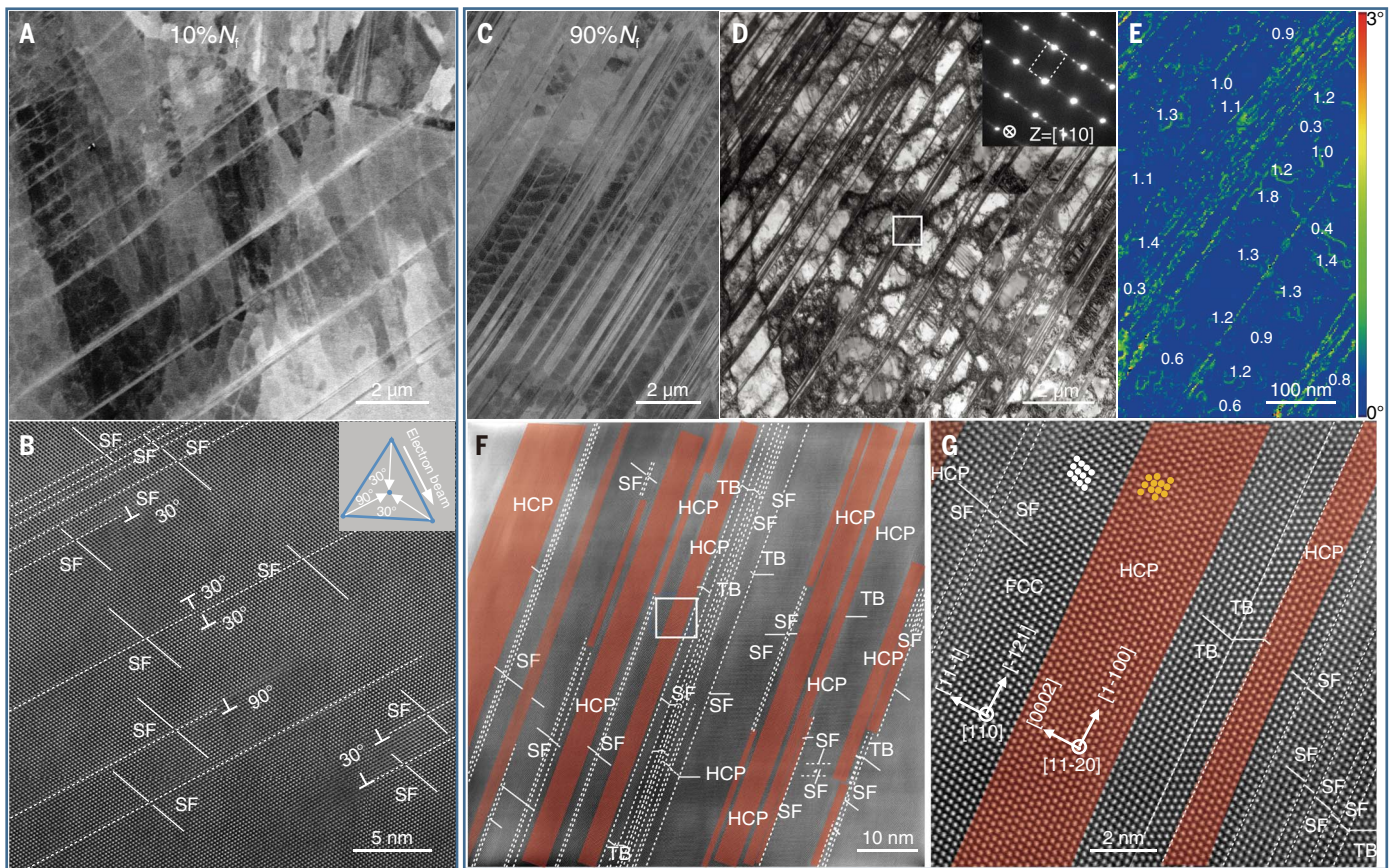 A
10%Nf
2 µm
B
SF
SF
SF
30°
Electron beam
30°
90°
30°
SF
SF
30°
30°
SF
90°
SF
SF
30°
SF
SF
5 nm
C
90%Nf
2 µm
D
Z=[110]
2 µm
E
3°
0.9
1.0
1.1
1.3
1.2
0.3
1.0
1.2
1.1
1.8
0.4
1.4
1.3
1.4
0.3
1.3
1.2
0.9
0.6
1.2
0.8
0.6
100 nm
0°
F
HCP
SF
HCP
TB
SF
SF
HCP
TB
TB
HCP
HCP
TB
SF
SF
SF
HCP
SF
HCP
SF
SF
HCP
SF
SF
HCP
SF
TB
SF
SF
HCP
SF
TB
10 nm
G
HCP
SF
SF
HCP
HCP
FCC
TB
TB
[1-100]
[0002]
[110]
[11-20]
SF
SF
SF
SF
SF
2 nm